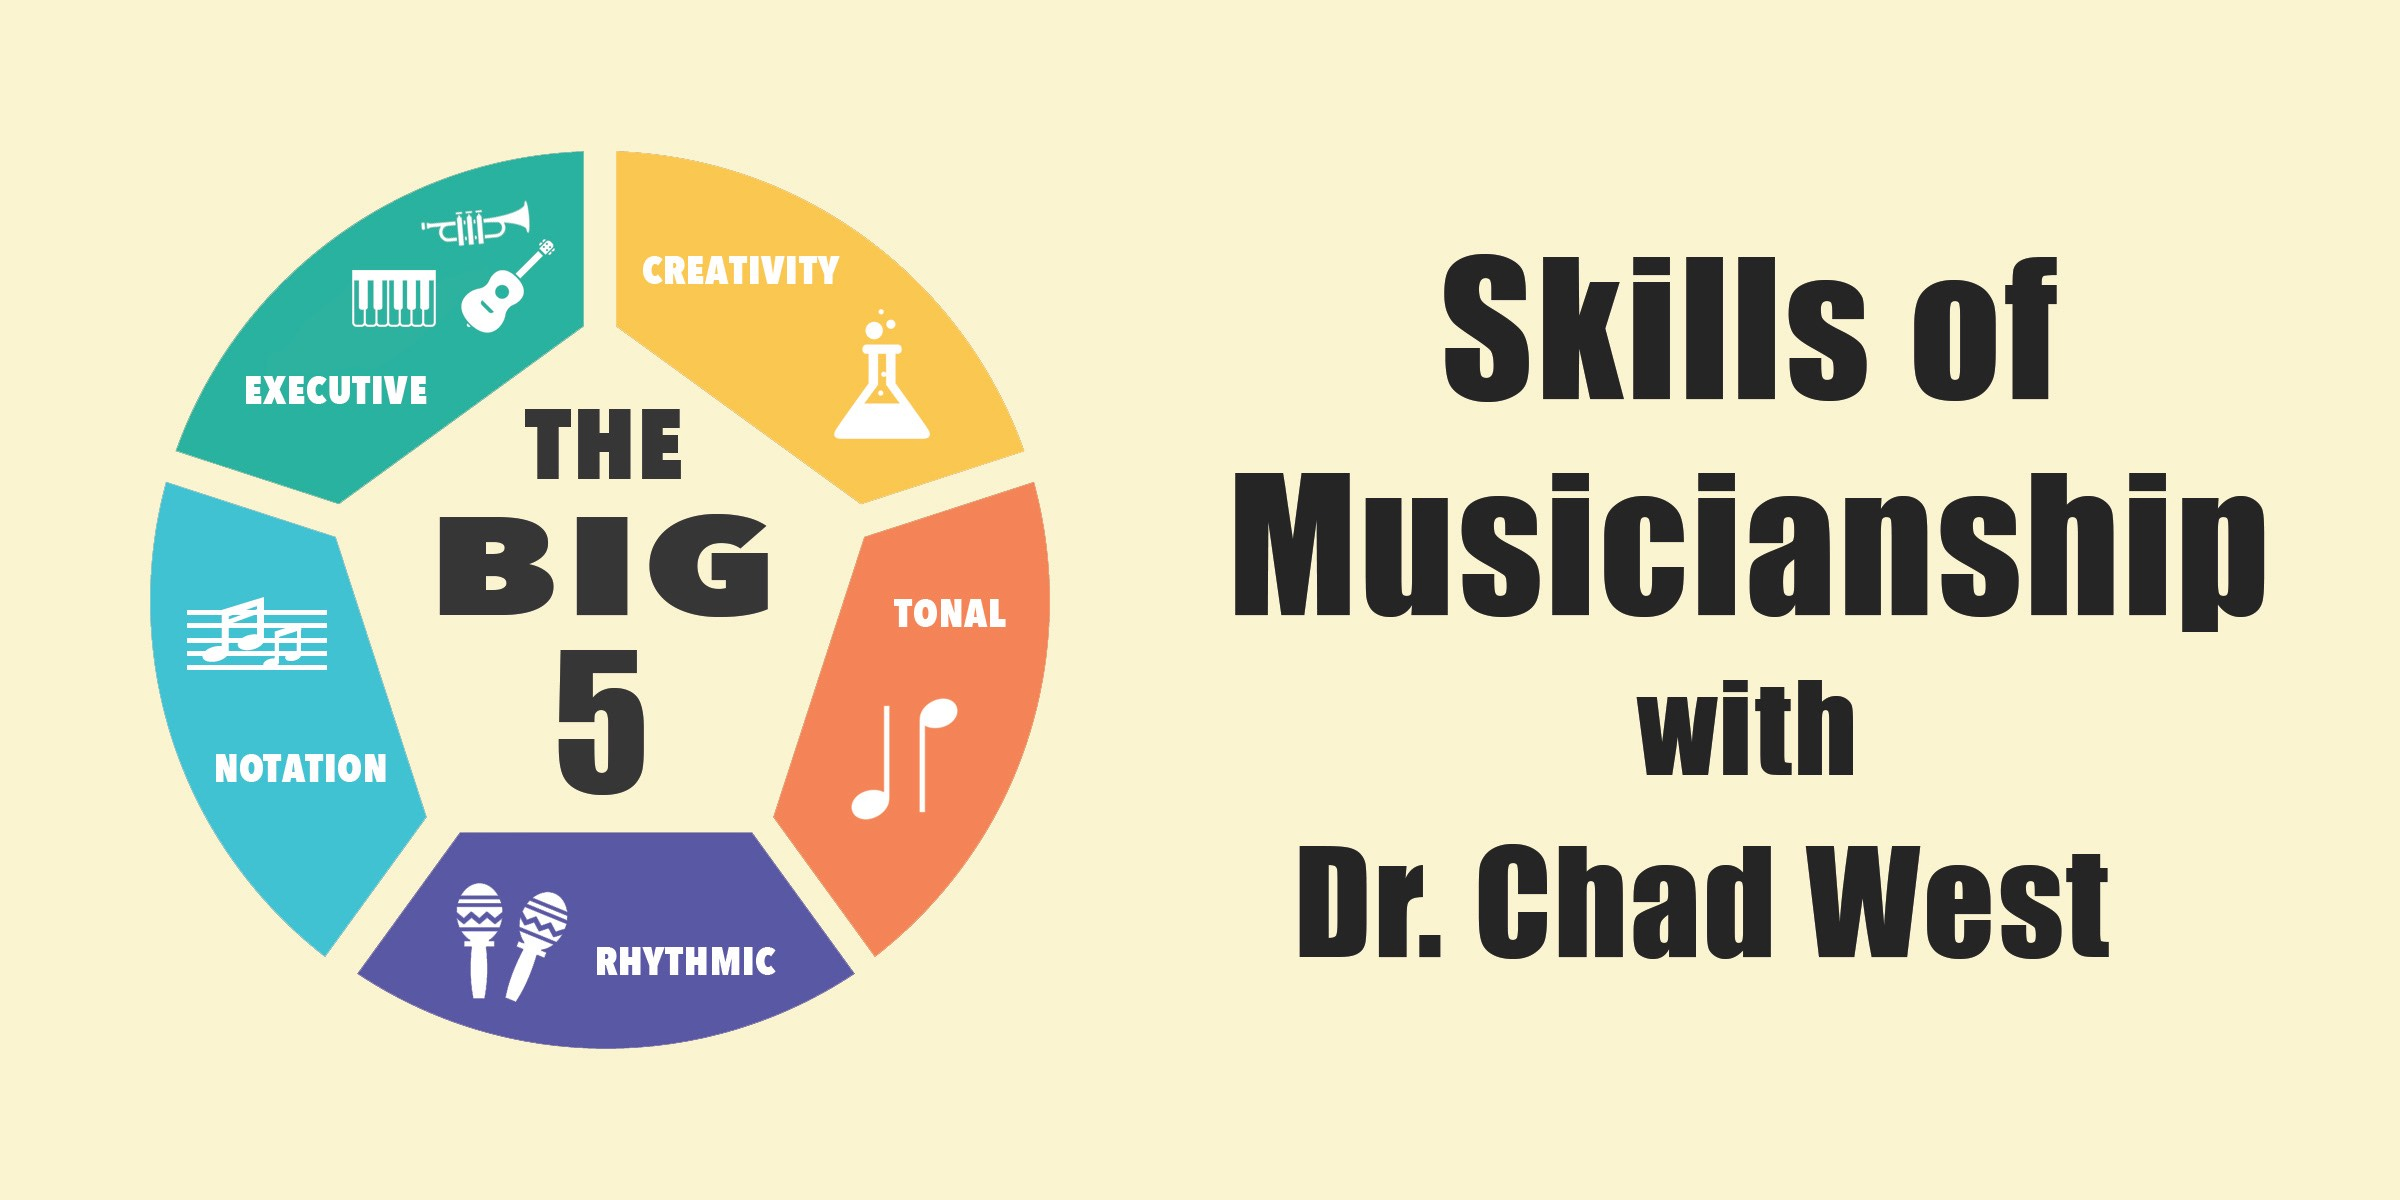 EXECUTIVE
CREATIVITY
TONAL
RHYTHMIC
NOTATION
THE
BIG
5
Skills of
Musicianship
with
Dr. Chad West